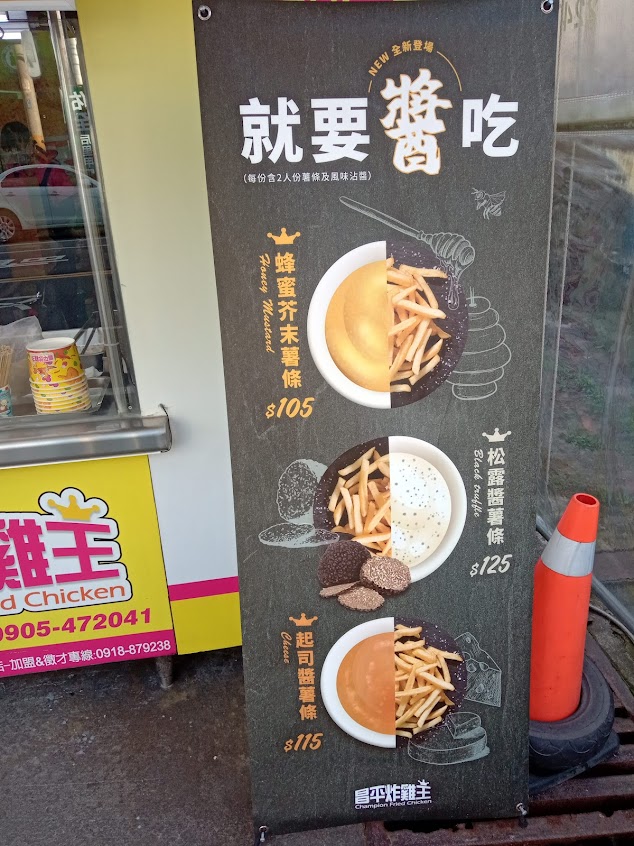 NEW 全新登場
就要醬吃
(每份含2人份薯條及風味沾醬)
蜂蜜芥末薯條
Honey Mustard
$105
松露醬薯條
Black truffle
$125
起司醬薯條
Cheese
$115
昌平炸雞王
Champion Fried Chicken
雞王
d Chicken
0905-472041
-加盟&徵才專線:0918-879238